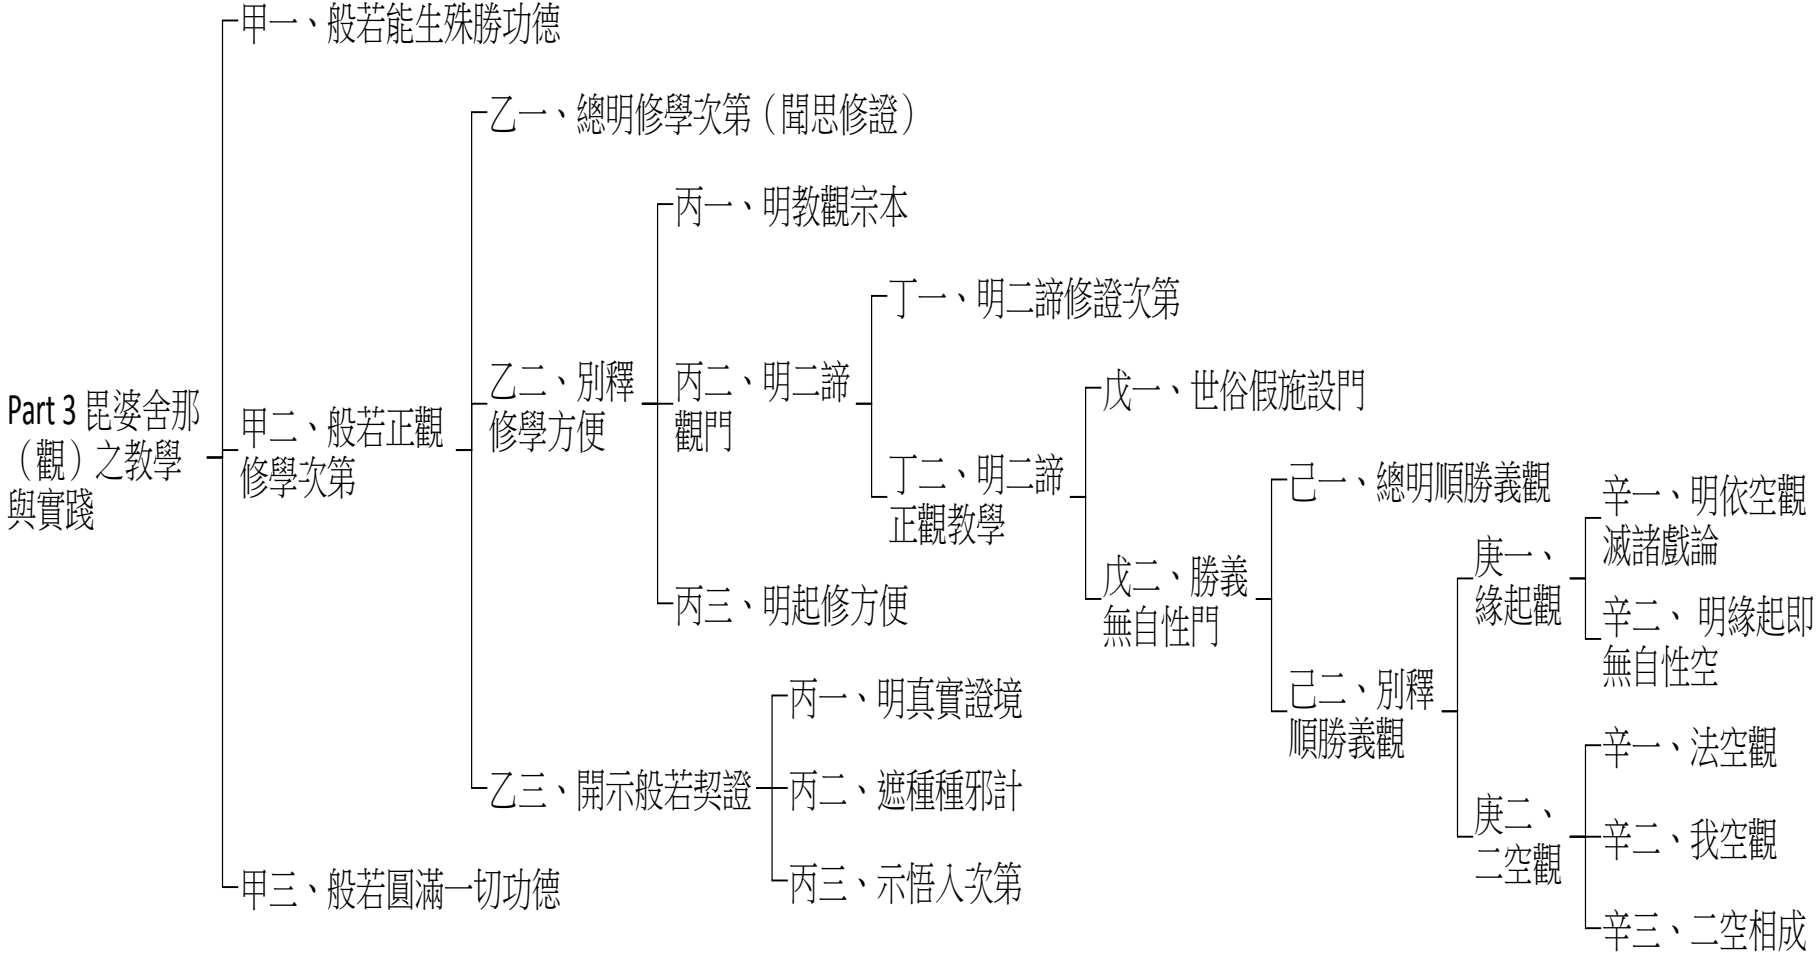 Part 3 毘婆舍那
（觀）之教學
與實踐
甲一、般若能生殊勝功德
甲二、般若正觀
修學次第
乙一、總明修學次第（聞思修證）
乙二、別釋
修學方便
丙一、明教觀宗本
丙二、明二諦
觀門
丁一、明二諦修證次第
丁二、明二諦
正觀教學
戊一、世俗假施設門
戊二、勝義
無自性門
己一、總明順勝義觀
己二、別釋
順勝義觀
庚一、
緣起觀
辛一、明依空觀
滅諸戲論
辛二、 明緣起即
無自性空
庚二、
二空觀
辛一、法空觀
辛二、我空觀
辛三、二空相成
丙三、明起修方便
乙三、開示般若契證
丙一、明真實證境
丙二、遮種種邪計
丙三、示悟入次第
甲三、般若圓滿一切功德